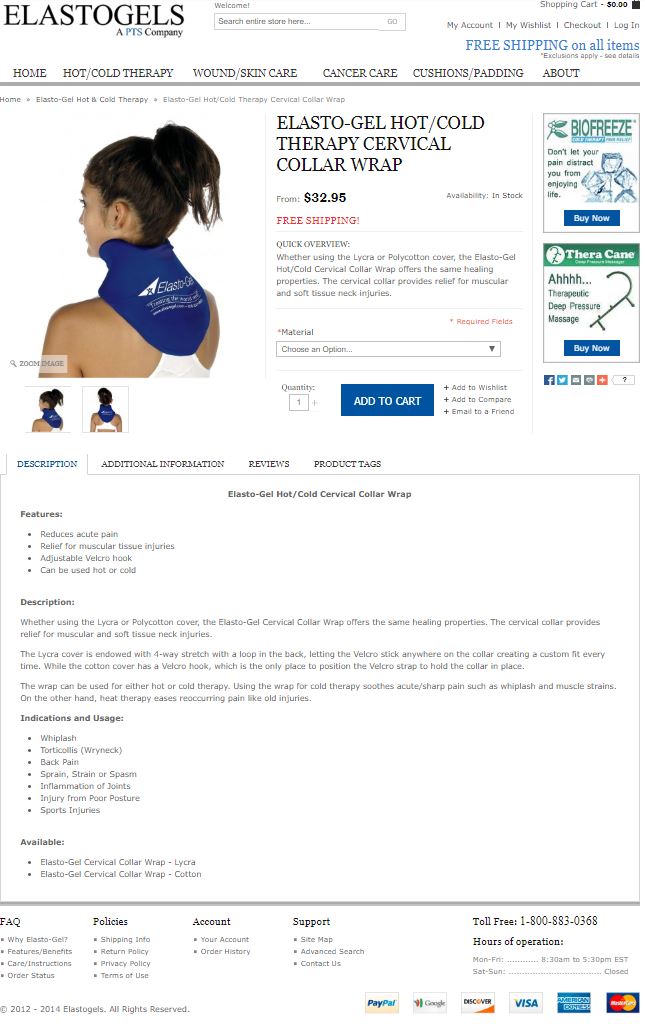 ELASTOGELS
A PTS Company
Welcome!
Search entire store here...
GO
Shopping Cart - $0.00
My Account | My Wishlist | Checkout | Log In
FREE SHIPPING on all items
*Exclusions apply - see details
HOME HOT/COLD THERAPY WOUND/SKIN CARE CANCER CARE CUSHIONS/PADDING ABOUT
Home » Elasto-Gel Hot & Cold Therapy » Elasto-Gel Hot/Cold Therapy Cervical Collar Wrap
Elasto-Gel
ZOOM IMAGE
ELASTO-GEL HOT/COLD
THERAPY CERVICAL
COLLAR WRAP
From: $32.95
Availability: In Stock
FREE SHIPPING!
QUICK OVERVIEW:
Whether using the Lycra or Polycotton cover, the Elasto-Gel
Hot/Cold Cervical Collar Wrap offers the same healing
properties. The cervical collar provides relief for muscular
and soft tissue neck injuries.
* Required Fields
*Material
Choose an Option...
Quantity:
1 +
ADD TO CART
+ Add to Wishlist
+ Add to Compare
+ Email to a Friend
BIOFREEZE
COLD THERAPY PAIN RELIEF
Don't let your
pain distract
you from
enjoying
life.
Buy Now
Thera Cane
Deep Pressure Massager
Ahhhh...
Therapeutic
Deep Pressure
Massage
Buy Now
?
DESCRIPTION ADDITIONAL INFORMATION REVIEWS PRODUCT TAGS
Elasto-Gel Hot/Cold Cervical Collar Wrap
Features:
• Reduces acute pain
• Relief for muscular tissue injuries
• Adjustable Velcro hook
• Can be used hot or cold
Description:
Whether using the Lycra or Polycotton cover, the Elasto-Gel Cervical Collar Wrap offers the same healing properties. The cervical collar provides
relief for muscular and soft tissue neck injuries.
The Lycra cover is endowed with 4-way stretch with a loop in the back, letting the Velcro stick anywhere on the collar creating a custom fit every
time. While the cotton cover has a Velcro hook, which is the only place to position the Velcro strap to hold the collar in place.
The wrap can be used for either hot or cold therapy. Using the wrap for cold therapy soothes acute/sharp pain such as whiplash and muscle strains.
On the other hand, heat therapy eases reoccurring pain like old injuries.
Indications and Usage:
• Whiplash
• Torticollis (Wryneck)
• Back Pain
• Sprain, Strain or Spasm
• Inflammation of Joints
• Injury from Poor Posture
• Sports Injuries
Available:
• Elasto-Gel Cervical Collar Wrap - Lycra
• Elasto-Gel Cervical Collar Wrap - Cotton
FAQ
Why Elasto-Gel?
Features/Benefits
Care/Instructions
Order Status
Policies
Shipping Info
Return Policy
Privacy Policy
Terms of Use
Account
Your Account
Order History
Support
Site Map
Advanced Search
Contact Us
Toll Free: 1-800-883-0368
Hours of operation:
Mon-Fri: ............ 8:30am to 5:30pm EST
Sat-Sun: ................................... Closed
© 2012 - 2014 Elastogels. All Rights Reserved.
PayPal Google DISCOVER VISA AMERICAN EXPRESS MasterCard